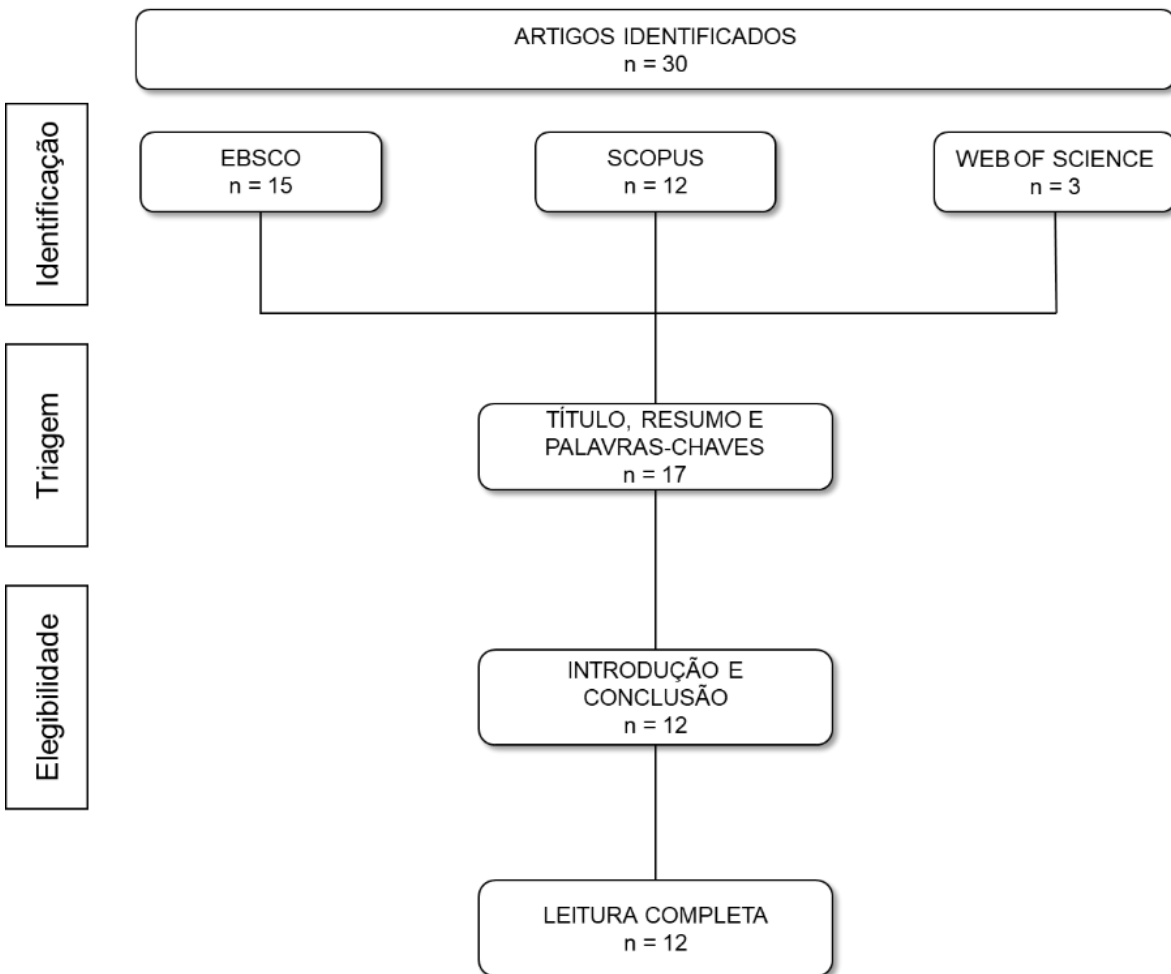 ARTIGOS IDENTIFICADOS
n = 30
Identificação
EBSCO
n = 15
SCOPUS
n = 12
WEB OF SCIENCE
n = 3
Triagem
TÍTULO, RESUMO E
PALAVRAS-CHAVES
n = 17
Elegibilidade
INTRODUÇÃO E
CONCLUSÃO
n = 12
LEITURA COMPLETA
n = 12